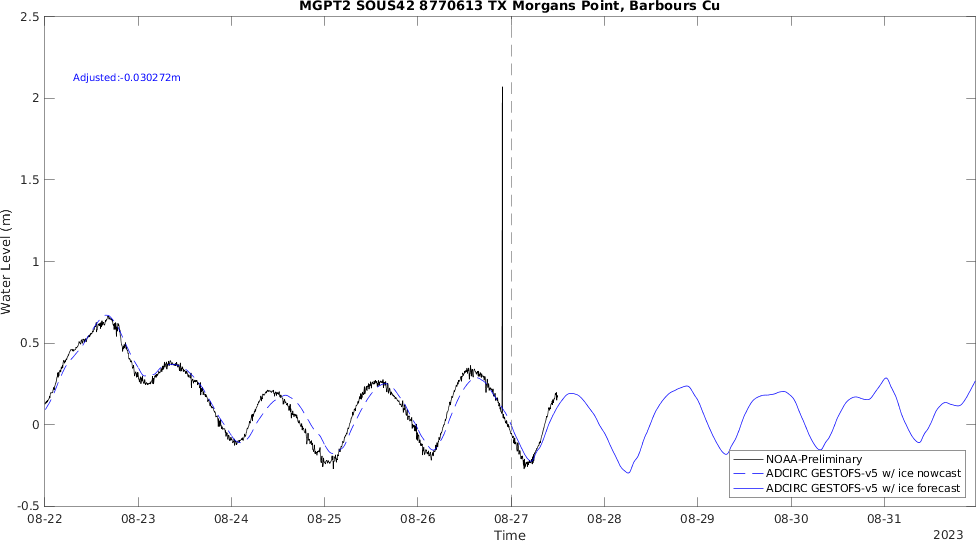 MGPT2 SOUS42 8770613 TX Morgans Point, Barbours Cu
2.5
Adjusted:-0.030272m
2
1.5
1
0.5
0
-0.5
Water Level (m)
NOAA-Preliminary
ADCIRC GESTOFS-v5 w/ ice nowcast
ADCIRC GESTOFS-v5 w/ ice forecast
08-22 08-23 08-24 08-25 08-26 08-27 08-28 08-29 08-30 08-31
Time
2023